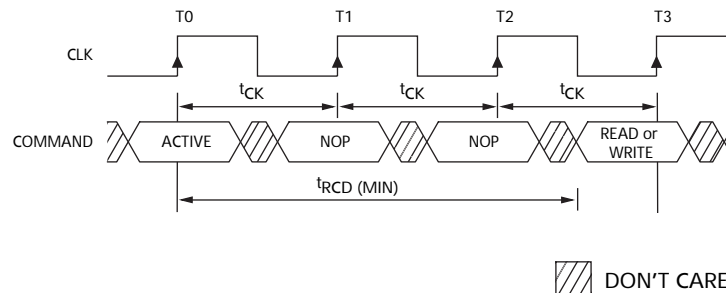 T0 T1 T2 T3
CLK
tCK tCK tCK
COMMAND ACTIVE NOP NOP READ or
WRITE
tRCD (MIN)
DON'T CARE